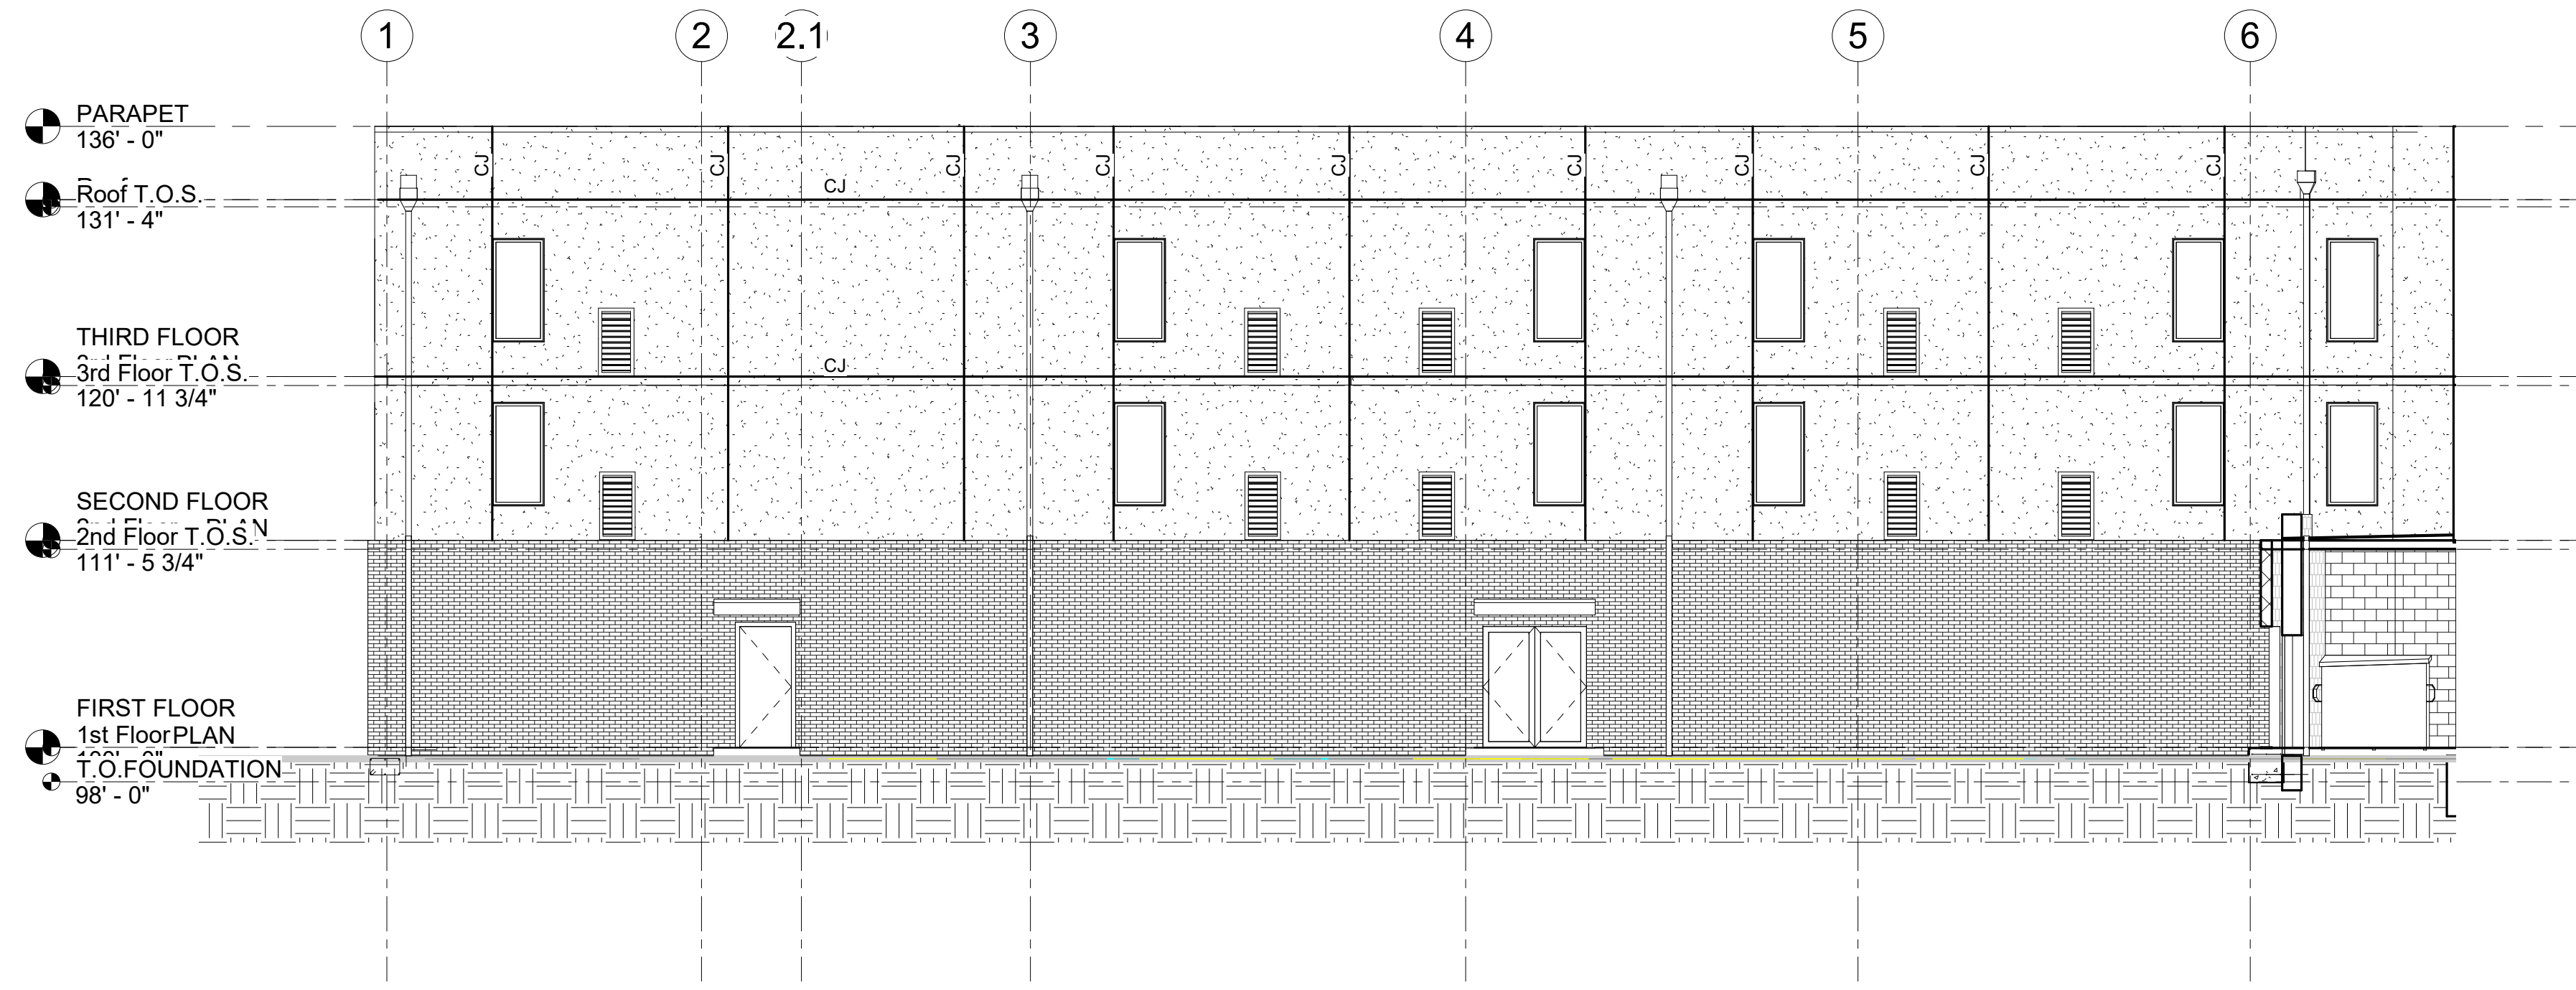 1
2
2.1
3
4
5
6
PARAPET
136' - 0"
Roof T.O.S.
131' - 4"
CJ
CJ
CJ
CJ
CJ
CJ
CJ
CJ
CJ
CJ
THIRD FLOOR
3rd Floor T.O.S.
120' - 11 3/4"
CJ
SECOND FLOOR
2nd Floor T.O.S.
111' - 5 3/4"
FIRST FLOOR
1st Floor PLAN
T.O.FOUNDATION
98' - 0"